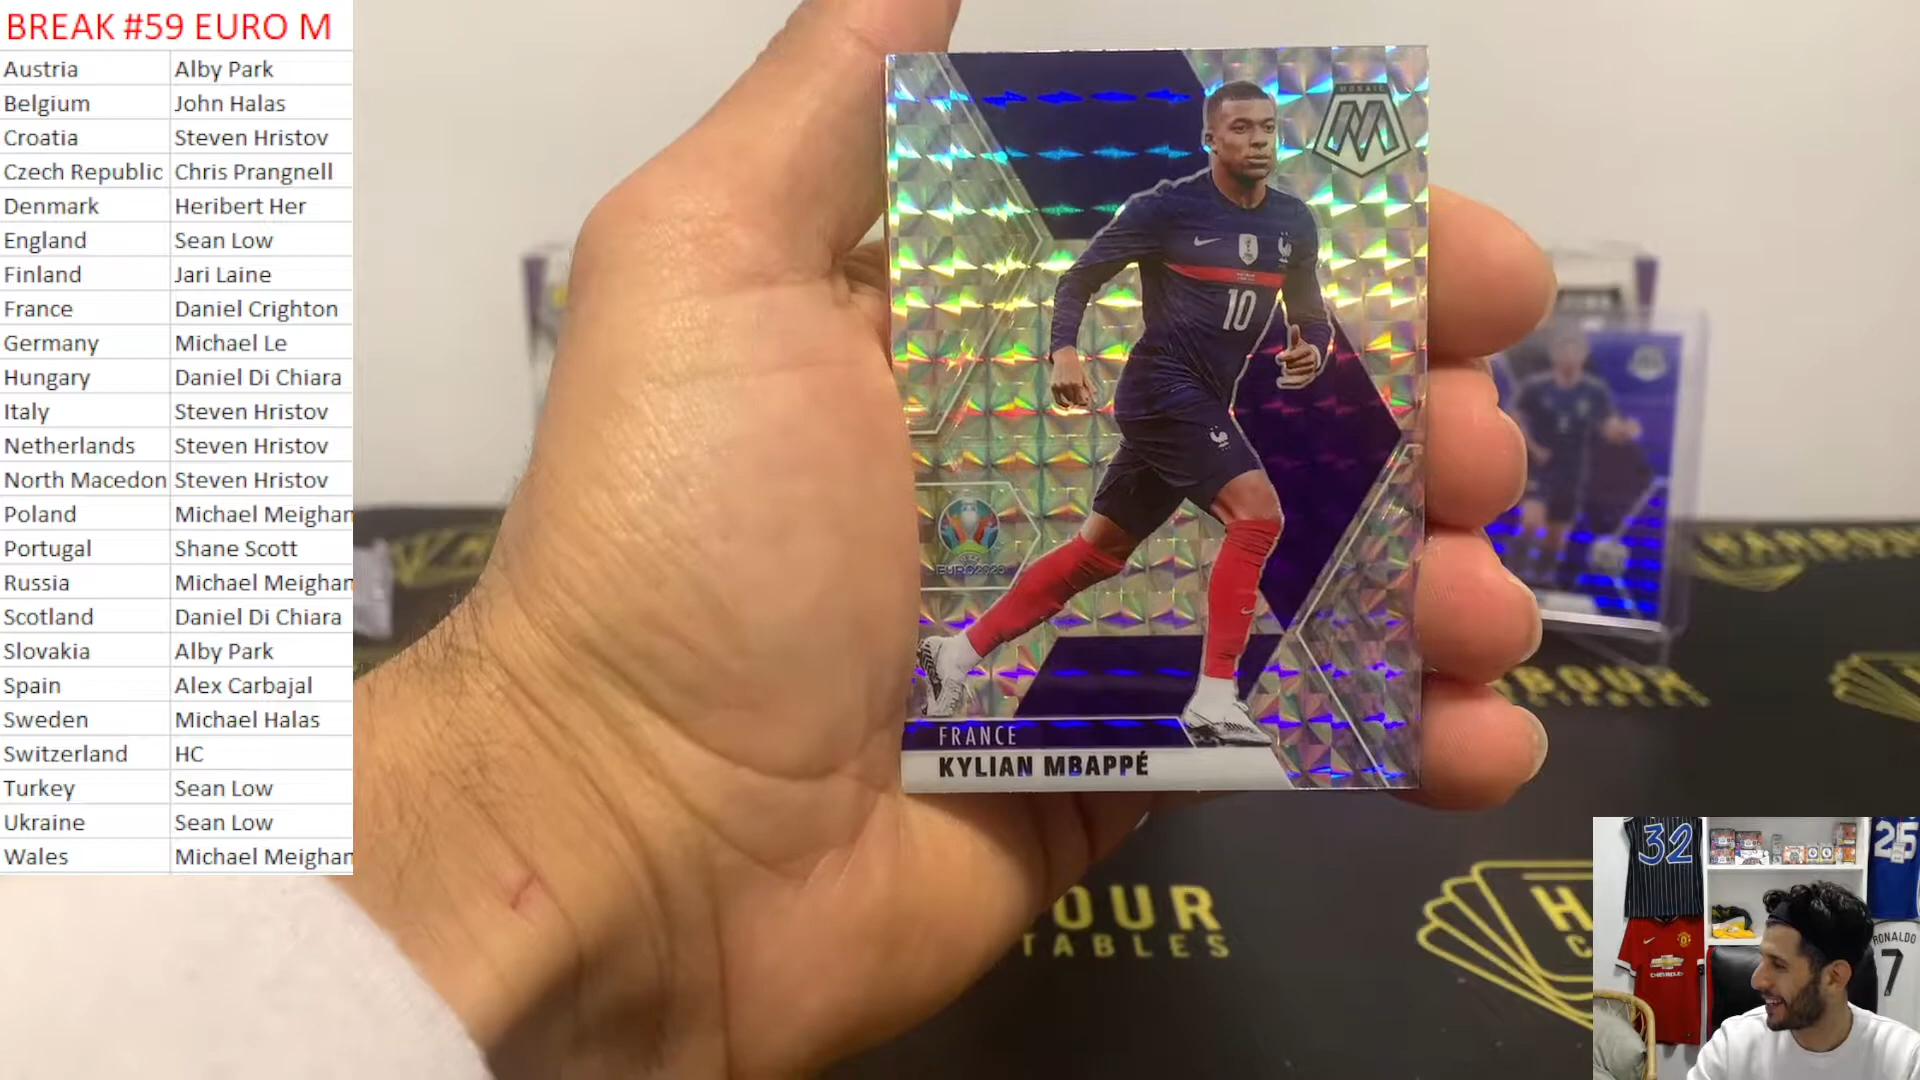 BREAK #59 EURO M
Austria Alby Park
Belgium John Halas
Croatia Steven Hristov
Czech Republic Chris Prangnell
Denmark Heribert Her
England Sean Low
Finland Jari Laine
France Daniel Crighton
Germany Michael Le
Hungary Daniel Di Chiara
Italy Steven Hristov
Netherlands Steven Hristov
North Macedon Steven Hristov
Poland Michael Meighan
Portugal Shane Scott
Russia Michael Meighan
Scotland Daniel Di Chiara
Slovakia Alby Park
Spain Alex Carbajal
Sweden Michael Halas
Switzerland HC
Turkey Sean Low
Ukraine Sean Low
Wales Michael Meighan
MOSAIC
M
10
EURO2020
FRANCE
KYLIAN MBAPPÉ
HARBOUR
BOUR
OUR
TABLES
H
C
32
25
CHEVROLET
RONALDO
7